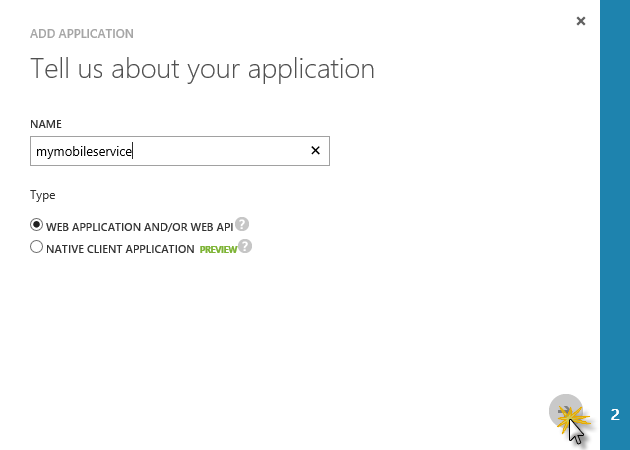 ADD APPLICATION
Tell us about your application
NAME
mymobileservice
Type
WEB APPLICATION AND/OR WEB API ?
NATIVE CLIENT APPLICATION PREVIEW ?
2